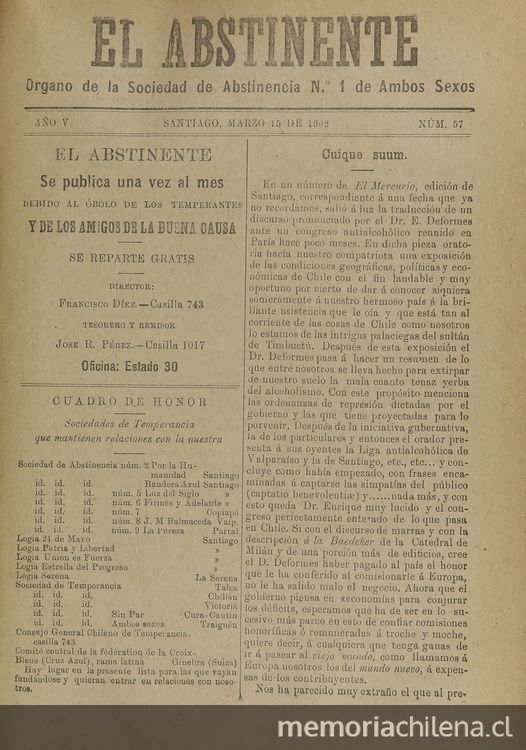 EL ABSTINENTE
Organo de la Sociedad de Abstinencia N.º 1 de Ambos Sexos
AÑO V. SANTIAGO, MARZO 15 DE 1902 NÚM. 57
EL ABSTINENTE
Se publica una vez al mes
DEBIDO AL ÓBOLO DE LOS TEMPERANTES
Y DE LOS AMIGOS DE LA BUENA CAUSA
SE REPARTE GRATIS
DIRECTOR:
FRANCISCO DÍEZ.—CASILLA 743
TESORERO Y REMISOR
JOSE R. PÉREZ.—CASILLA 1017
Oficina: Estado 30
CUADRO DE HONOR
Sociedades de Temperancia
que mantienen relaciones con la nuestra
Sociedad de Abstinencia núm. 2 Por la Hu-
manidad Santiago
id. id. id. Bandera Azul Santiago
id. id. id. núm. 5 Luz del Siglo »
id. id. id. núm. 6 Firmes y Adelante »
id. id. id. núm. 7 Copiapó
id. id. id. núm. 8 J. M Balmaceda Valp.
id. id. id. núm. 9 La Pureza Parral
Logia 21 de Mayo Santiago
Logia Patria y Libertad »
Logia Union es Fuerza »
Logia Estrella del Progreso »
Logia Serena La Serena
Sociedad de Temperancia Talca
id. id. id. Chillán
id. id. id. Victoria
id. id. id. Sin Par Cura-Cautin
id. id. id. Ambos sexos Traiguén
Consejo General Chileno de Temperancia.
casilla 743
Comité central de la fédération de la Croix-
Bleue (Cruz Azul), rama latina Ginebra (Suiza)
Hay lugar en la presente lista para las que vayan
fundándose y quieran entrar en relaciones con noso-
tros.
Cuique suum.
En un número de El Mercurio, edición de
Santiago, correspondiente á una fecha que ya
no recordamos, salió á luz la traducción de un
discurso pronunciado por el Dr. E. Deformes
ante un congreso antialcohólico reunido en
Paris hace poco meses. En dicha pieza orato-
ria hacía nuestro compatriota una exposición
de las condiciones geográficas, políticas y eco-
nómicas de Chile con el fin laudable y muy
oportuno por cierto de dar á conocer siquiera
someramente á nuestro hermoso país á la bri-
llante asistencia que le oía y que está tan al
corriente de las cosas de Chile como nosotros
lo estamos de las intrigas palaciegas del sultán
de Timbuctú. Después de esta exposición el
Dr. Deformes pasa á hacer un resumen de lo
que entre nosotros se lleva hecho para extirpar
de nuestro suelo la mala cuanto tenaz yerba
del alcoholismo. Con este propósito menciona
las ordenanzas de represión dictadas por el
gobierno y las que tiene proyectadas para lo
porvenir. Después de la iniciativa gubernativa,
la de los particulares y entonces el orador pre-
senta á sus oyentes la Liga antialcohólica de
Valparaíso y la de Santiago, etc., etc... y con-
cluye como había empezado, con frases enca-
minadas á captarse las simpatías del público
(captatio benevolentiæ) y......nada más, y con
esto queda Dr. Enrique muy lucido y el con-
greso perfectamente enterado de lo que pasa
en Chile. Si con el discurso de marras y con la
descripción á la Baedeker de la Catedral de
Milán y de una porción más de edificios, cree
el D. Deformes haber pagado al país el honor
que le ha conferido al comisionarle á Europa,
no le ha salido malo el negocio. Ahora que el
gobierno piensa en economías para conjurar
los déficits, esperamos que ha de ser en lo su-
cesivo más parco en esto de confiar comisiones
honoríficas ó remuneradas á troche y moche,
quiere decir, á cualquiera que tenga ganas de
ir á pasear al viejo mundo, como llamamos á
Europa nosotros los del mundo nuevo, á expen-
sas de los contribuyentes.
Nos ha parecido muy extraño el que al pre-
memoriachilena.cl